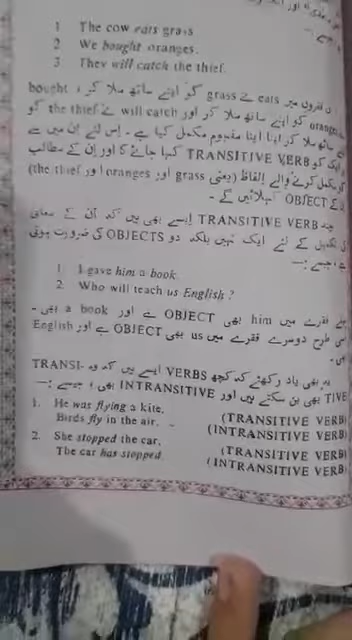 1 The cow eats grass
2 We bought oranges.
3 They will catch the thief.
ان فقروں میں eats نے grass کو اپنے ساتھ ملا کر، bought نے
oranges کو اپنے ساتھ ملا کر اور will catch نے the thief کو
اپنے ساتھ ملا کر اپنا اپنا مفہوم مکمل کیا ہے۔ اس لئے ان میں سے
ہر ایک کو TRANSITIVE VERB کہا جائے گا اور ان کے مطالب
کو مکمل کرنے والے الفاظ (یعنی grass اور oranges اور the thief)
OBJECT کہلائیں گے۔
چند TRANSITIVE VERB ایسے بھی ہیں کہ اُن کے معانی
کی تکمیل کے لئے ایک نہیں بلکہ دو OBJECTS کی ضرورت ہوتی
ہے، جیسے:—
1. I gave him a book.
2. Who will teach us English?
پہلے فقرے میں him بھی OBJECT ہے اور a book بھی۔
اسی طرح دوسرے فقرے میں us بھی OBJECT ہے اور English
بھی۔
یہ بھی یاد رکھئے کہ کچھ VERBS ایسے ہیں کہ وہ TRANSI-
TIVE بھی بن سکتے ہیں اور INTRANSITIVE بھی، جیسے:—
1. He was flying a kite. (TRANSITIVE VERB)
Birds fly in the air. (INTRANSITIVE VERB)
2. She stopped the car. (TRANSITIVE VERB)
The car has stopped. (INTRANSITIVE VERB)